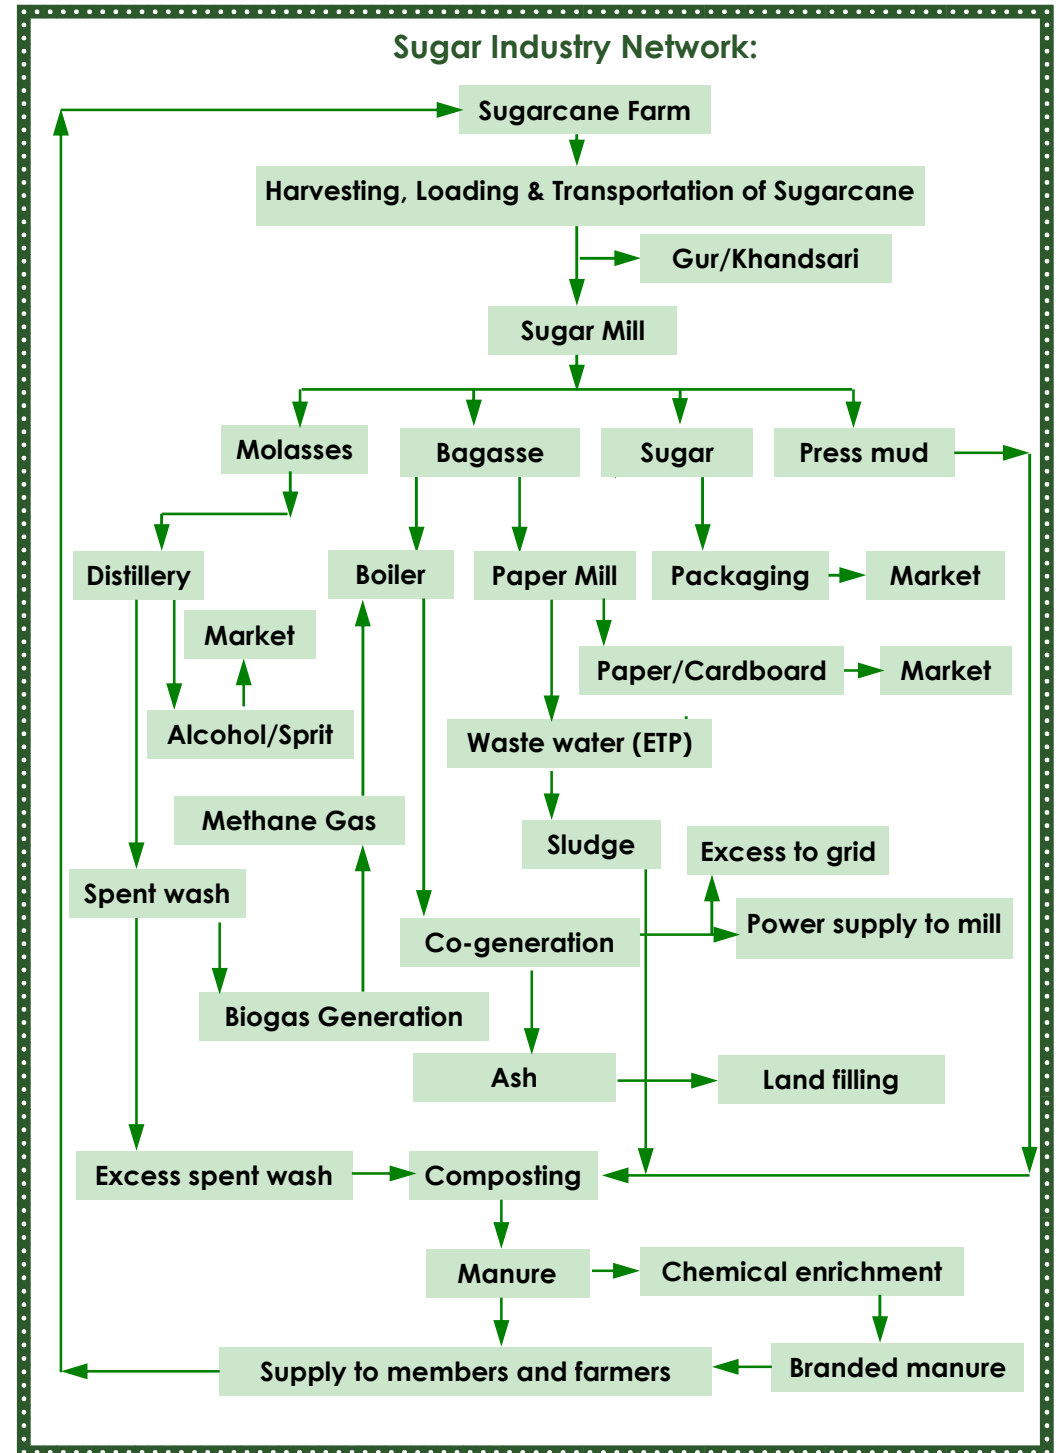 Sugar Industry Network:
Sugarcane Farm
Harvesting, Loading & Transportation of Sugarcane
Gur/Khandsari
Sugar Mill
Molasses
Bagasse
Sugar
Press mud
Distillery
Boiler
Paper Mill
Packaging
Market
Market
Paper/Cardboard
Market
Alcohol/Sprit
Waste water (ETP)
Methane Gas
Sludge
Excess to grid
Spent wash
Power supply to mill
Co-generation
Biogas Generation
Ash
Land filling
Excess spent wash
Composting
Manure
Chemical enrichment
Supply to members and farmers
Branded manure